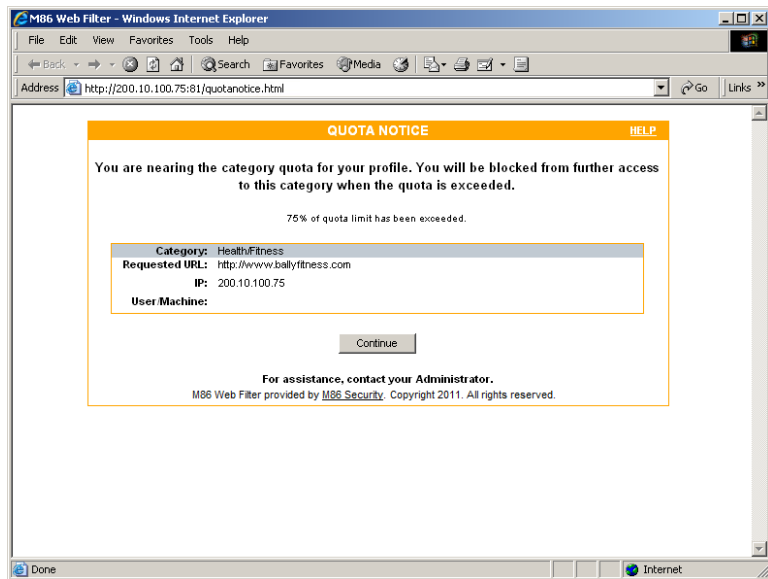 M86 Web Filter - Windows Internet Explorer
File Edit View Favorites Tools Help
Back Search Favorites Media
Address http://200.10.100.75:81/quotanotice.html Go Links »
QUOTA NOTICE HELP
You are nearing the category quota for your profile. You will be blocked from further access
to this category when the quota is exceeded.
75% of quota limit has been exceeded.
Category: Health/Fitness
Requested URL: http://www.ballyfitness.com
IP: 200.10.100.75
User/Machine:
Continue
For assistance, contact your Administrator.
M86 Web Filter provided by M86 Security. Copyright 2011. All rights reserved.
Done Internet